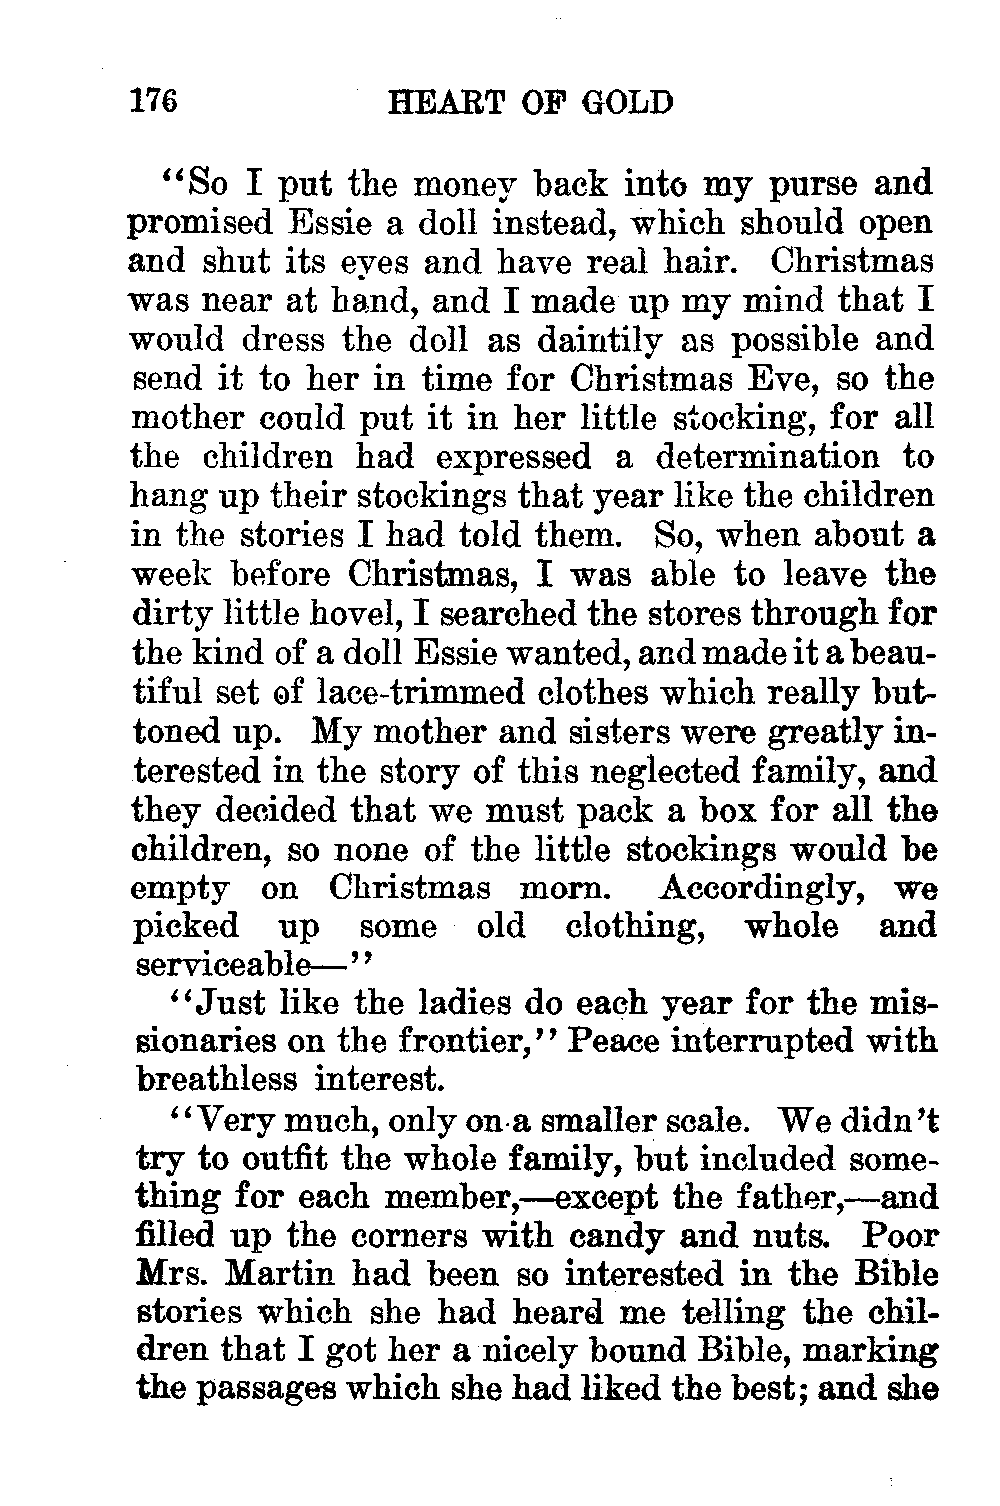 176 HEART OF GOLD
“So I put the money back into my purse and
promised Essie a doll instead, which should open
and shut its eyes and have real hair. Christmas
was near at hand, and I made up my mind that I
would dress the doll as daintily as possible and
send it to her in time for Christmas Eve, so the
mother could put it in her little stocking, for all
the children had expressed a determination to
hang up their stockings that year like the children
in the stories I had told them. So, when about a
week before Christmas, I was able to leave the
dirty little hovel, I searched the stores through for
the kind of a doll Essie wanted, and made it a beau-
tiful set of lace-trimmed clothes which really but-
toned up. My mother and sisters were greatly in-
terested in the story of this neglected family, and
they decided that we must pack a box for all the
children, so none of the little stockings would be
empty on Christmas morn. Accordingly, we
picked up some old clothing, whole and
serviceable—”
“Just like the ladies do each year for the mis-
sionaries on the frontier,” Peace interrupted with
breathless interest.
“Very much, only on a smaller scale. We didn’t
try to outfit the whole family, but included some-
thing for each member,—except the father,—and
filled up the corners with candy and nuts. Poor
Mrs. Martin had been so interested in the Bible
stories which she had heard me telling the chil-
dren that I got her a nicely bound Bible, marking
the passages which she had liked the best; and she